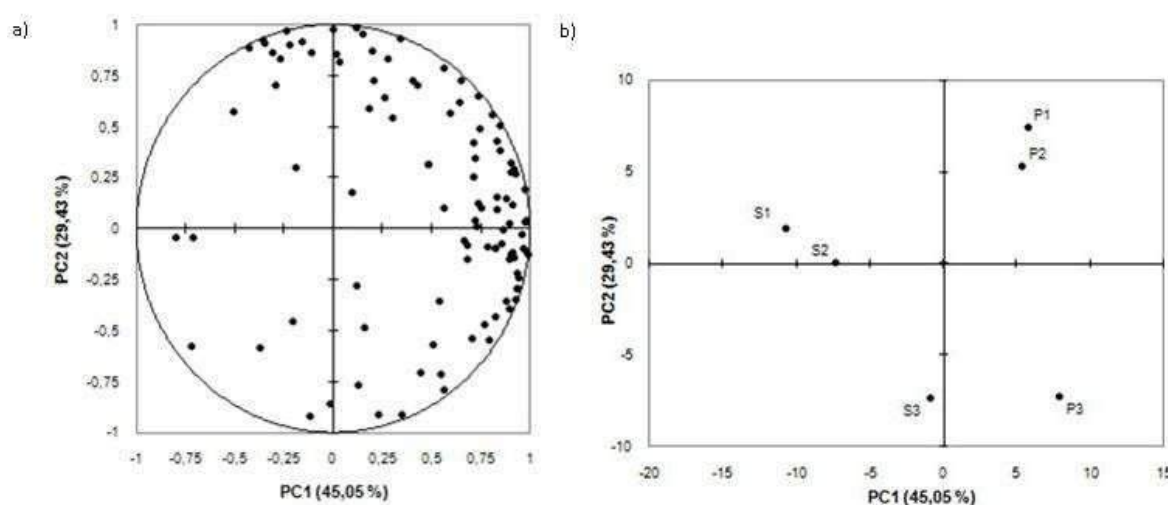 a)
1
0,75
0,5
0,25
0
-0,25
-0,5
-0,75
-1
PC2 (29,43 %)
-1 -0,75 -0,5 -0,25 0 0,25 0,5 0,75 1
PC1 (45,05 %)
b)
10
5
0
-5
-10
PC2 (29,43 %)
P1
P2
S1
S2
S3
P3
-20 -15 -10 -5 0 5 10 15
PC1 (45,05 %)